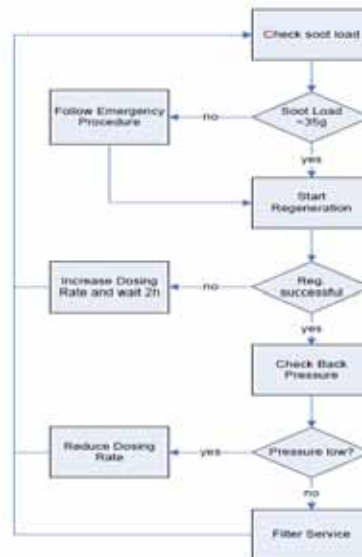 Check soot load
Follow Emergency
Procedure
no
Soot Load
~35g
yes
Start
Regeneration
Increase Dosing
Rate and wait 2h
no
Reg.
successful
yes
Check Back
Pressure
Reduce Dosing
Rate
yes
Pressure low?
no
Filter Service